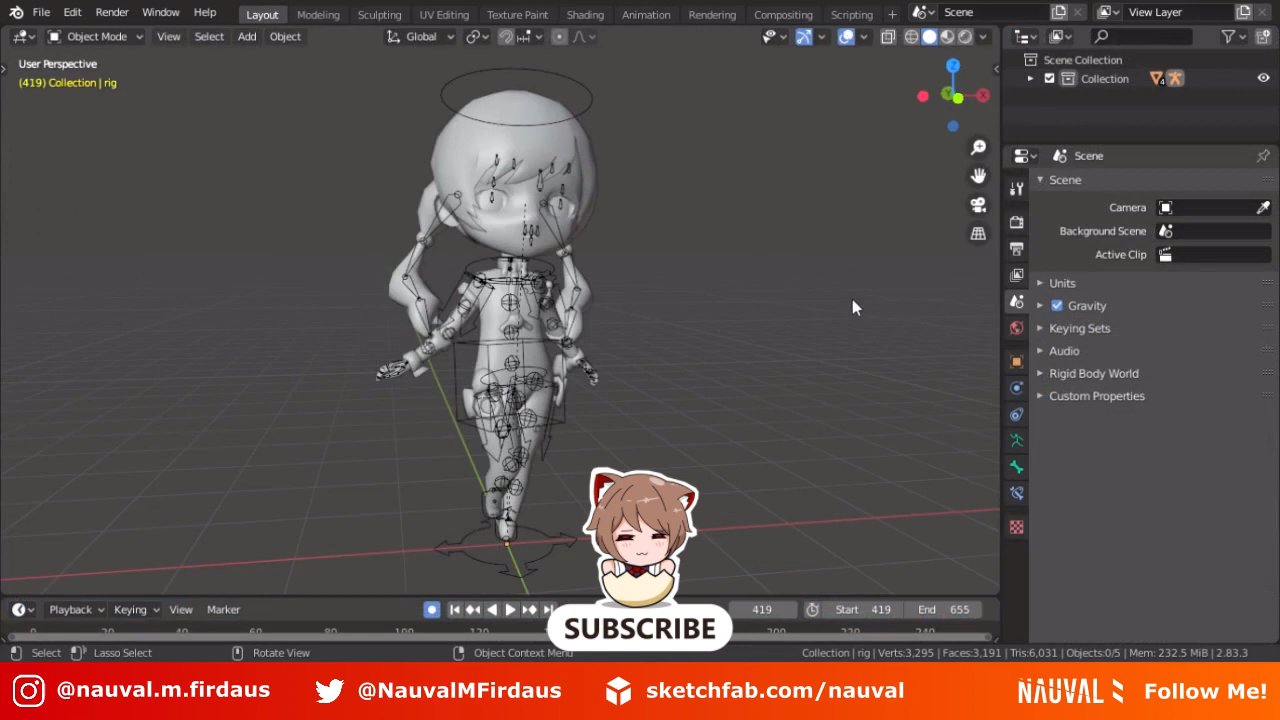 File Edit Render Window Help
Layout Modeling Sculpting UV Editing Texture Paint Shading Animation Rendering Compositing Scripting +
Scene
View Layer
Object Mode View Select Add Object
Global
User Perspective
(419) Collection | rig
Z
Y
X
Scene Collection
Collection
4
Scene
Scene
Camera
Background Scene
Active Clip
Units
Gravity
Keying Sets
Audio
Rigid Body World
Custom Properties
Playback Keying View Marker
419 Start 419 End 655
SUBSCRIBE
Select Lasso Select Rotate View Object Context Menu
Collection | rig | Verts:3,295 | Faces:3,191 | Tris:6,031 | Objects:0/5 | Mem: 232.5 MiB | 2.83.3
@nauval.m.firdaus @NauvalMFirdaus sketchfab.com/nauval NAUVAL Follow Me!